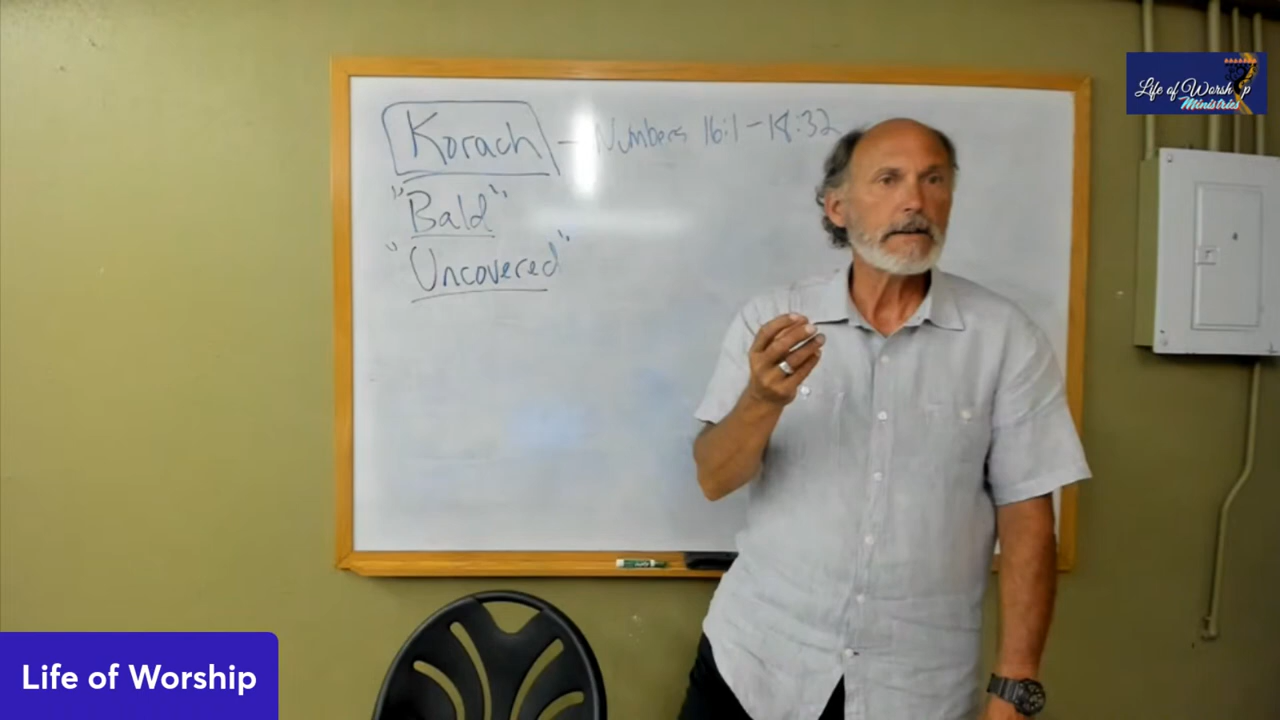 Korach - Numbers 16:1-18:32
"Bald"
"Uncovered"
Life of Worship
Ministries
Life of Worship